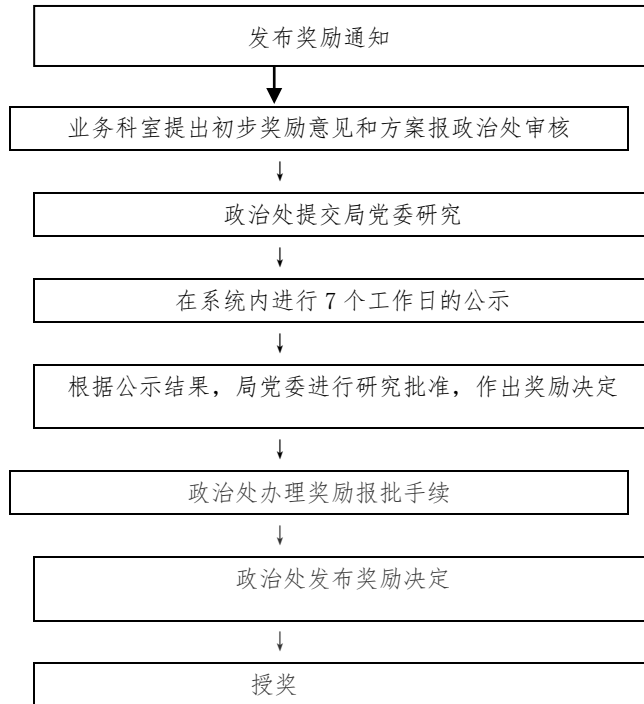 发布奖励通知
业务科室提出初步奖励意见和方案报政治处审核
↓
政治处提交局党委研究
↓
在系统内进行7个工作日的公示
↓
根据公示结果，局党委进行研究批准，作出奖励决定
↓
政治处办理奖励报批手续
↓
政治处发布奖励决定
↓
授奖